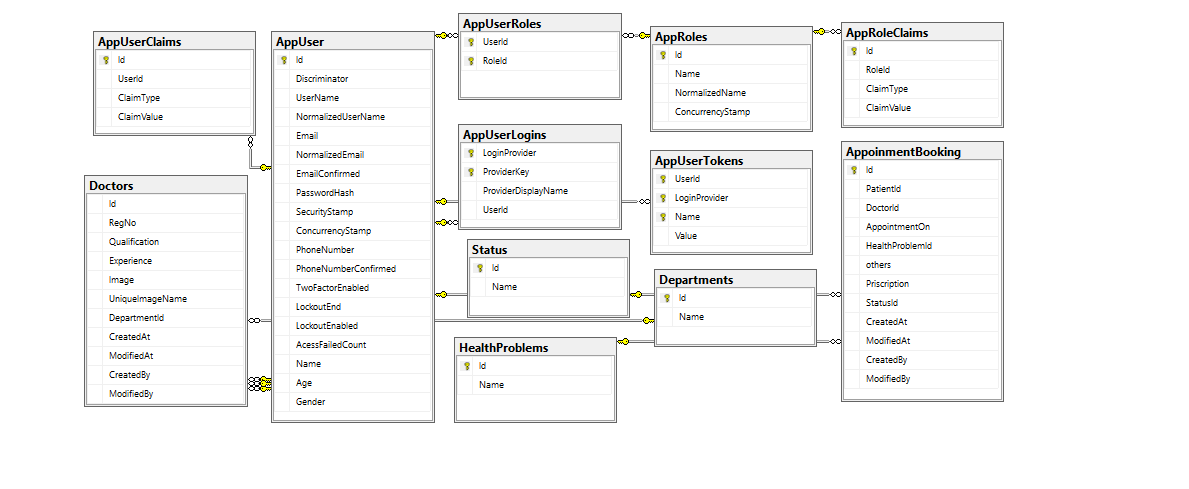 AppUserClaims
Id
UserId
ClaimType
ClaimValue
Doctors
Id
RegNo
Qualification
Experience
Image
UniqueImageName
DepartmentId
CreatedAt
ModifiedAt
CreatedBy
ModifiedBy
AppUser
Id
Discriminator
UserName
NormalizedUserName
Email
NormalizedEmail
EmailConfirmed
PasswordHash
SecurityStamp
ConcurrencyStamp
PhoneNumber
PhoneNumberConfirmed
TwoFactorEnabled
LockoutEnd
LockoutEnabled
AcessFailedCount
Name
Age
Gender
AppUserRoles
UserId
RoleId
AppUserLogins
LoginProvider
ProviderKey
ProviderDisplayName
UserId
Status
Id
Name
HealthProblems
Id
Name
AppRoles
Id
Name
NormalizedName
ConcurrencyStamp
AppUserTokens
UserId
LoginProvider
Name
Value
Departments
Id
Name
AppRoleClaims
Id
RoleId
ClaimType
ClaimValue
AppoinmentBooking
Id
PatientId
DoctorId
AppointmentOn
HealthProblemId
others
Priscription
StatusId
CreatedAt
ModifiedAt
CreatedBy
ModifiedBy